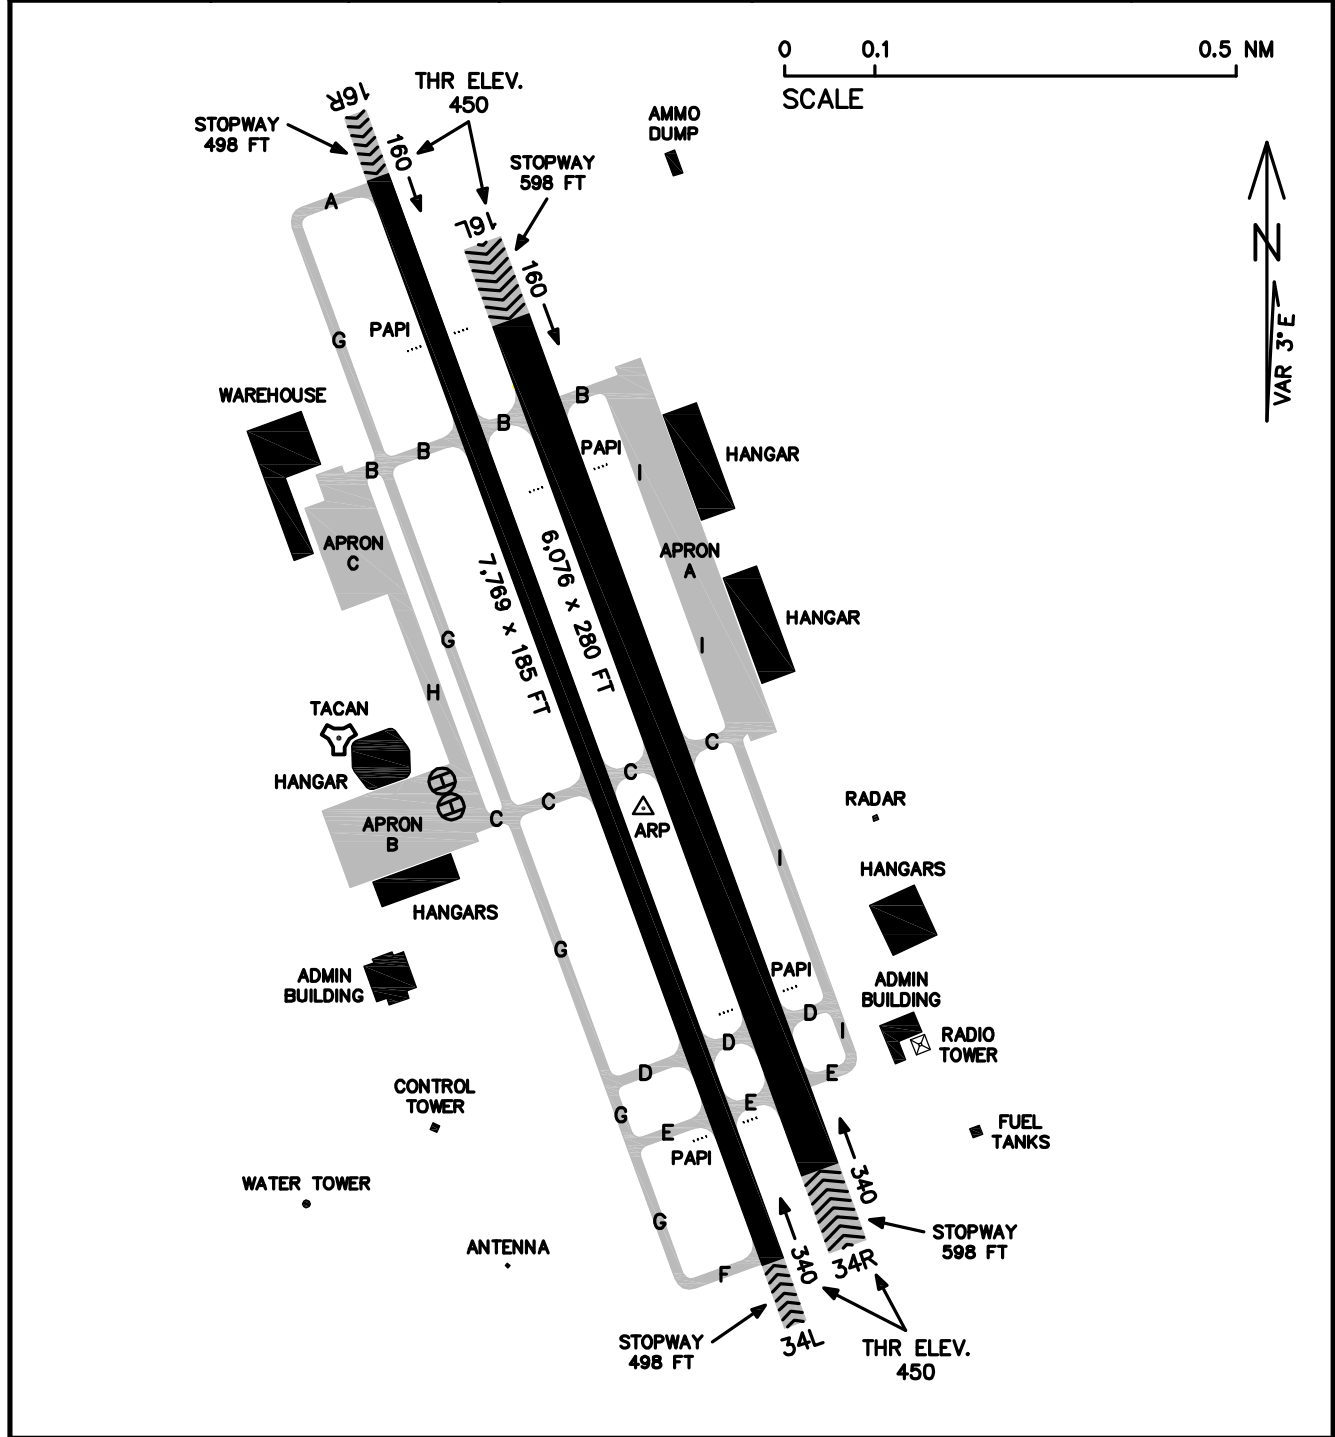 0 0.1 0.5 NM
SCALE
THR ELEV.
450
16R
STOPWAY
498 FT
160
AMMO
DUMP
STOPWAY
598 FT
16L
160
A
N
VAR 3° E
PAPI
G
B
WAREHOUSE
B
B
B
PAPI
I
HANGAR
APRON
C
6,076 x 280 FT
7,769 x 185 FT
APRON
A
HANGAR
G
I
H
TACAN
HANGAR
C
C
C
C
H
H
APRON
B
ARP
RADAR
I
HANGARS
HANGARS
G
ADMIN
BUILDING
PAPI
ADMIN
BUILDING
D
I
RADIO
TOWER
D
D
E
CONTROL
TOWER
G
E
E
FUEL
TANKS
PAPI
WATER TOWER
340
G
STOPWAY
598 FT
ANTENNA
340
34R
F
STOPWAY
498 FT
34L
THR ELEV.
450